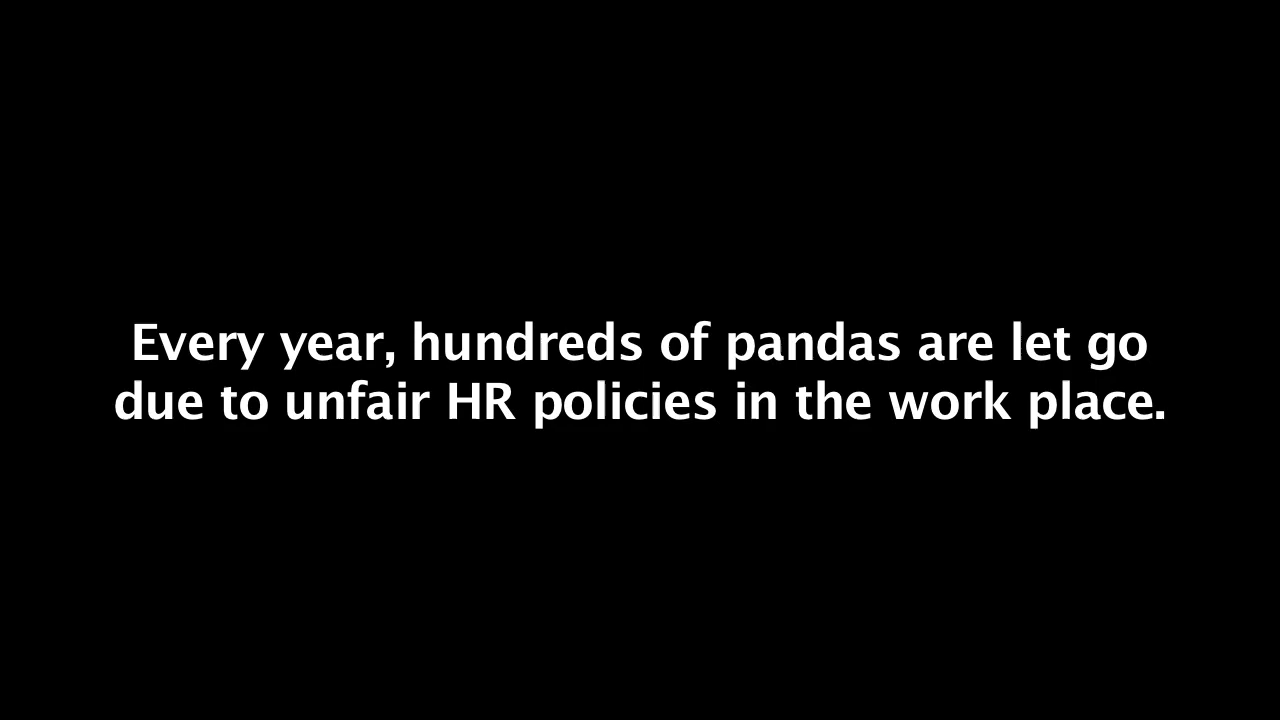 Every year, hundreds of pandas are let go
due to unfair HR policies in the work place.